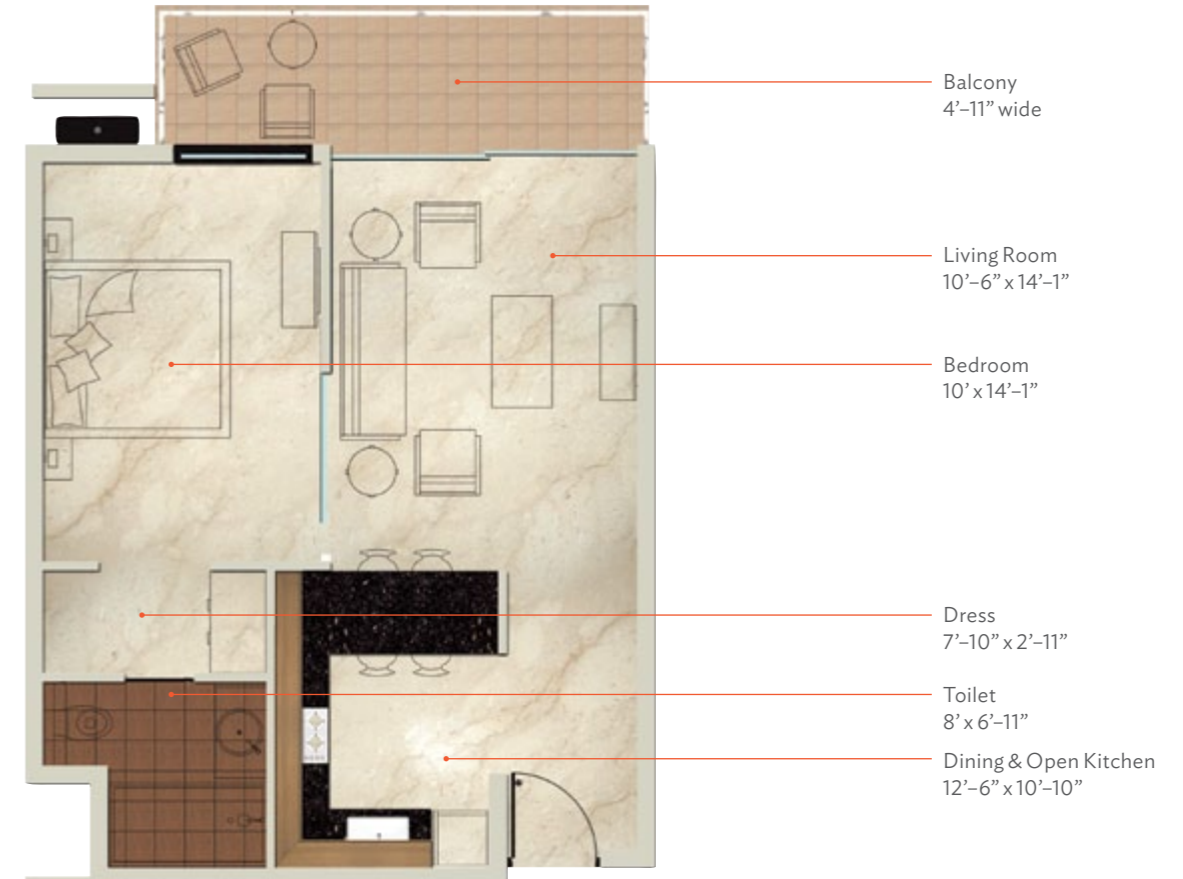 Balcony
4’–11” wide
Living Room
10’–6” x 14’–1”
Bedroom
10’ x 14’–1”
Dress
7’–10” x 2’–11”
Toilet
8’ x 6’–11”
Dining & Open Kitchen
12’–6” x 10’–10”